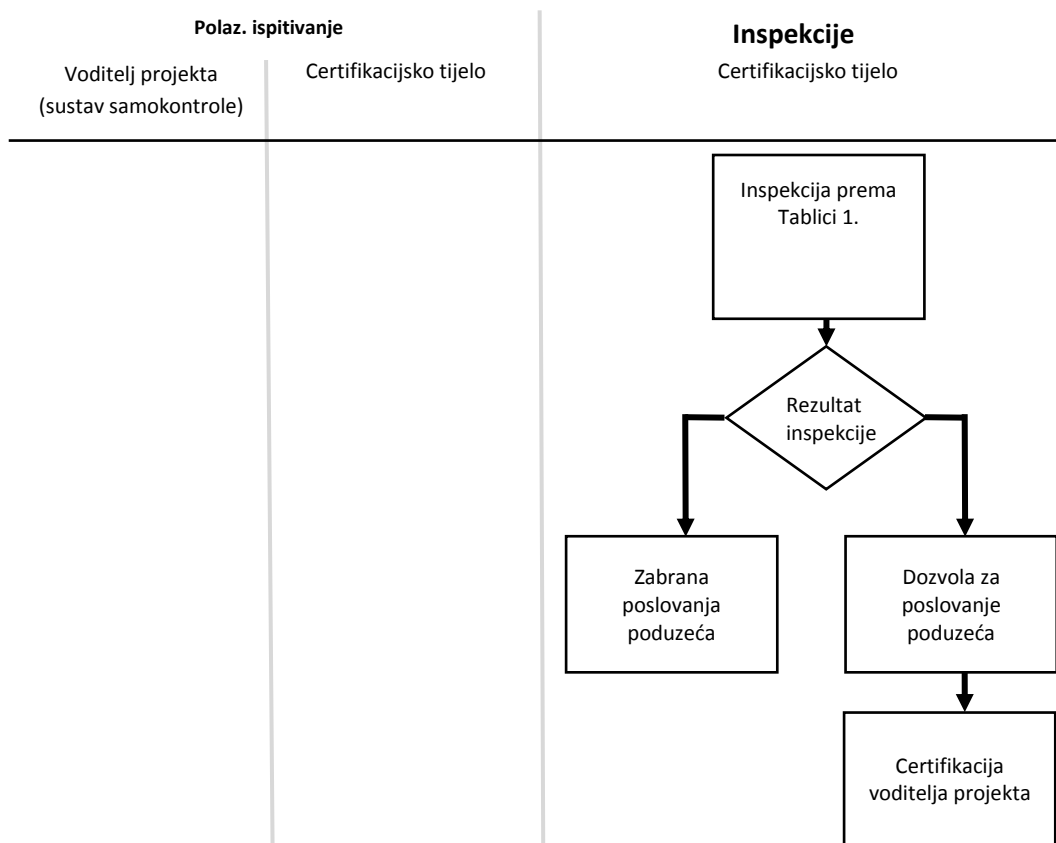 Polaz. ispitivanje
Inspekcije
Voditelj projekta
(sustav samokontrole)
Certifikacijsko tijelo
Certifikacijsko tijelo
Inspekcija prema
Tablici 1.
Rezultat
inspekcije
Zabrana
poslovanja
poduzeća
Dozvola za
poslovanje
poduzeća
Certifikacija
voditelja projekta